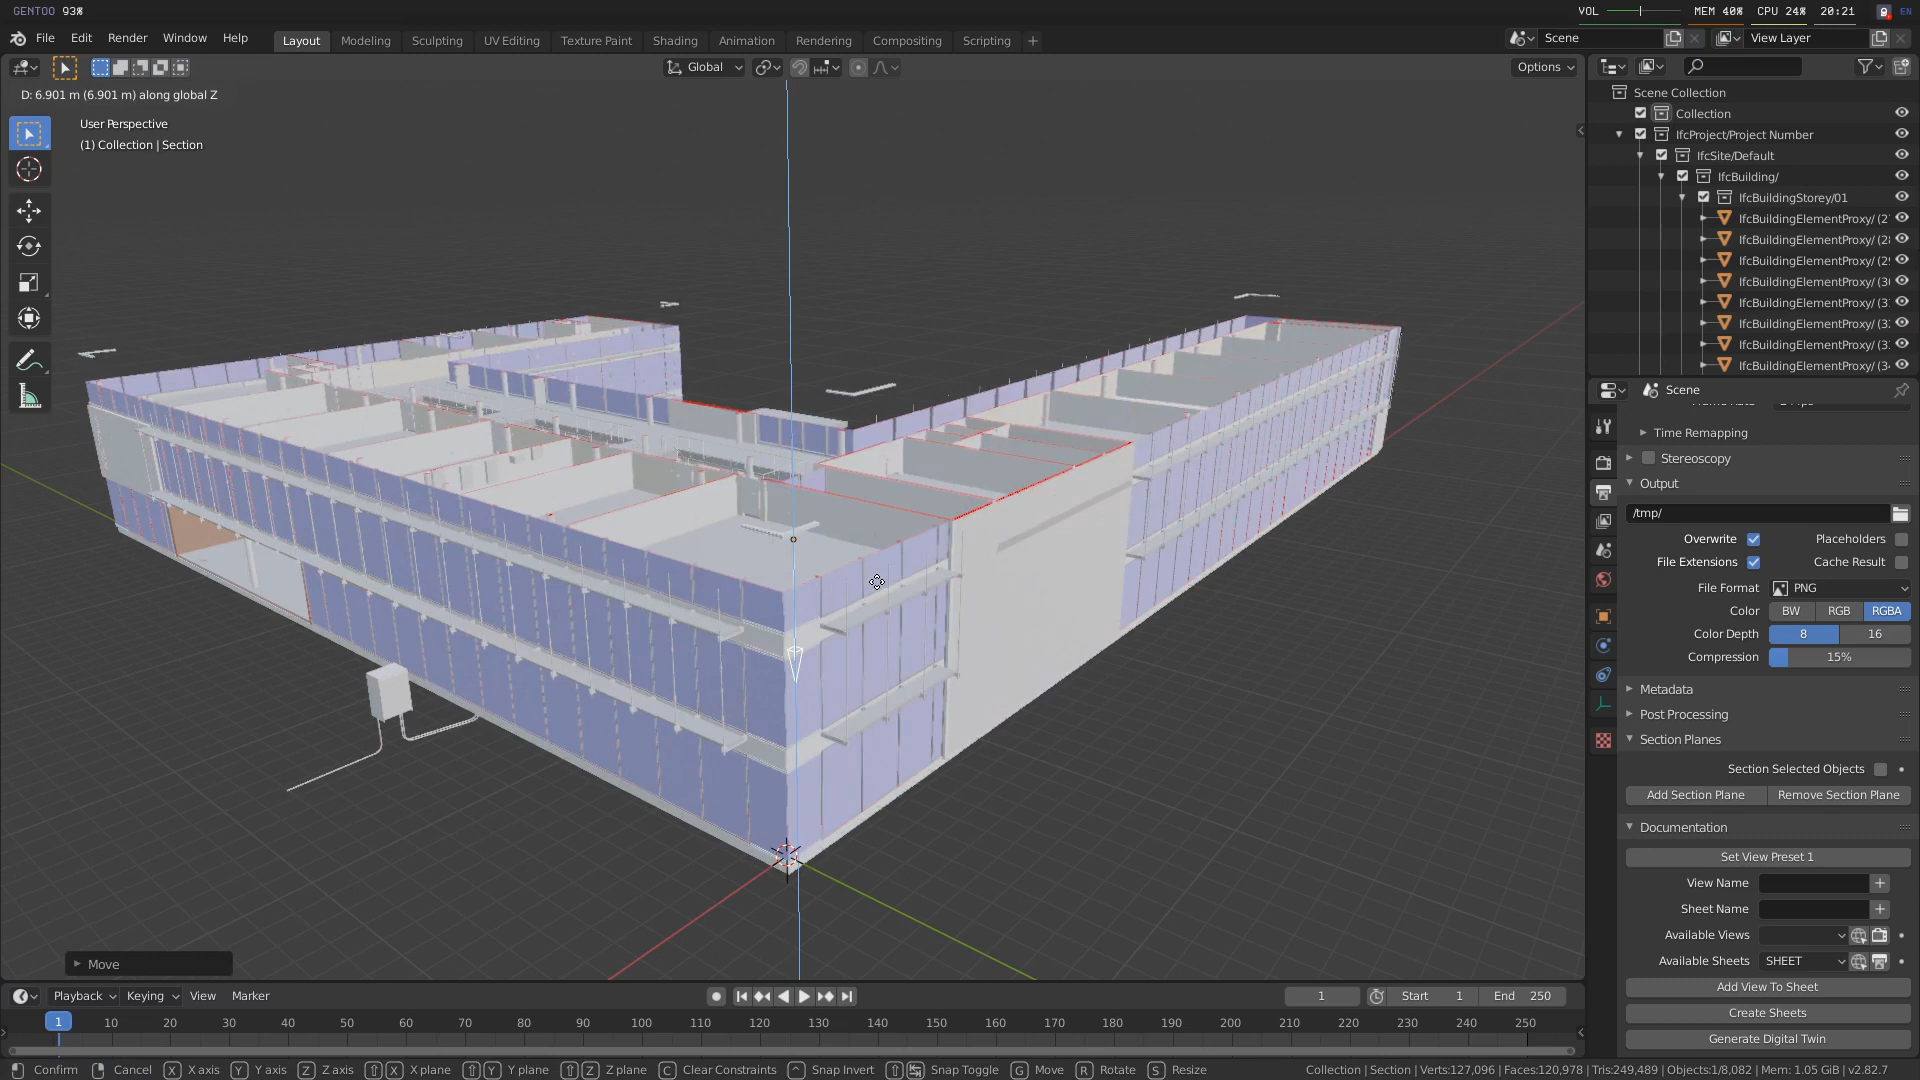 GENTOO 93%
VOL MEM 40% CPU 24% 20:21 EN
File Edit Render Window Help Layout Modeling Sculpting UV Editing Texture Paint Shading Animation Rendering Compositing Scripting
Scene View Layer
Global Options
D: 6.901 m (6.901 m) along global Z
User Perspective
(1) Collection | Section
Scene Collection
Collection
IfcProject/Project Number
IfcSite/Default
IfcBuilding/
IfcBuildingStorey/01
IfcBuildingElementProxy/ (2
IfcBuildingElementProxy/ (2
IfcBuildingElementProxy/ (2
IfcBuildingElementProxy/ (3
IfcBuildingElementProxy/ (3
IfcBuildingElementProxy/ (3
IfcBuildingElementProxy/ (3
IfcBuildingElementProxy/ (3
Scene
Time Remapping
Stereoscopy
Output
/tmp/
Overwrite Placeholders
File Extensions Cache Result
File Format PNG
Color BW RGB RGBA
Color Depth 8 16
Compression 15%
Metadata
Post Processing
Section Planes
Section Selected Objects
Add Section Plane Remove Section Plane
Documentation
Set View Preset 1
View Name
Sheet Name
Available Views
Available Sheets SHEET
Add View To Sheet
Create Sheets
Generate Digital Twin
Move
Playback Keying View Marker 1 Start 1 End 250
1 10 20 30 40 50 60 70 80 90 100 110 120 130 140 150 160 170 180 190 200 210 220 230 240 250
Confirm Cancel X X axis Y Y axis Z Z axis X X plane Y Y plane Z Z plane C Clear Constraints Snap Invert Snap Toggle G Move R Rotate S Resize Collection | Section | Verts:127,096 | Faces:120,978 | Tris:249,489 | Objects:1/8,082 | Mem: 1.05 GiB | v2.82.7